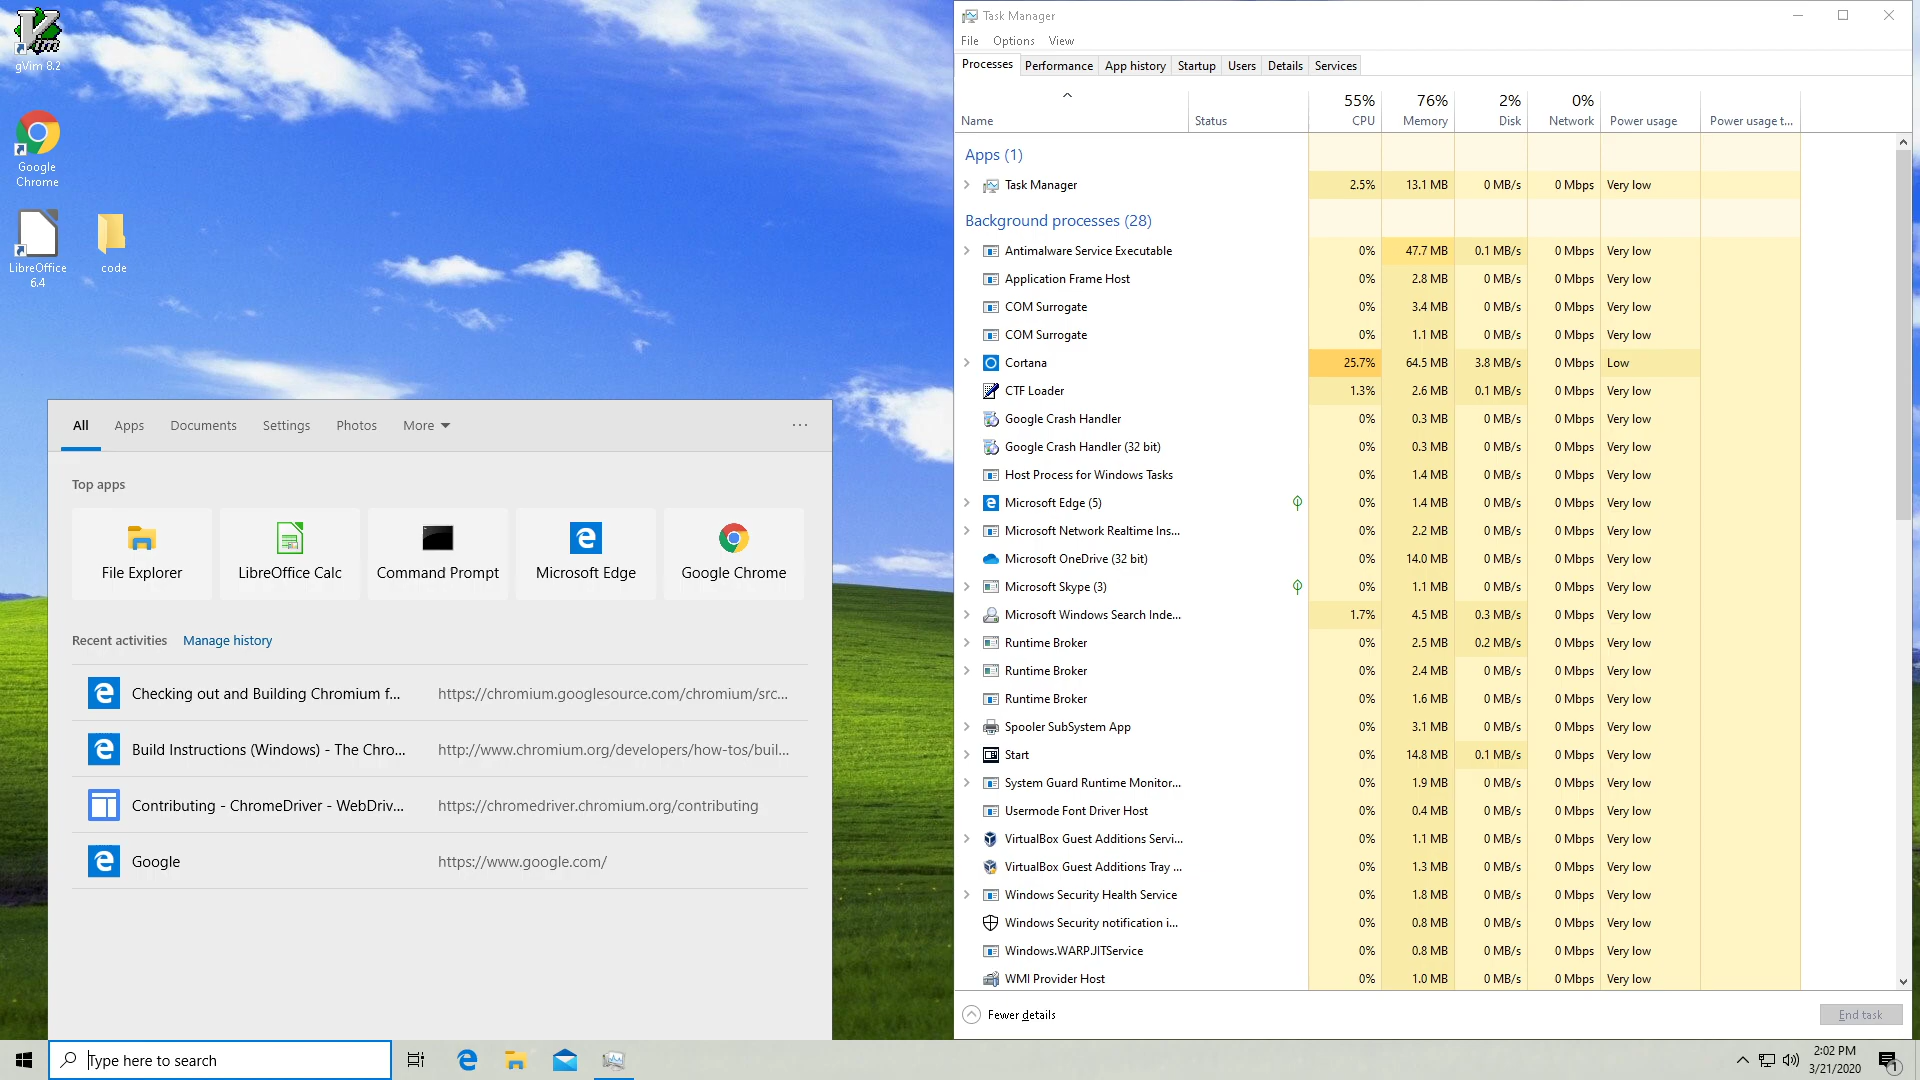 gVim 8.2
Google
Chrome
LibreOffice
6.4
code
All Apps Documents Settings Photos More
Top apps
File Explorer LibreOffice Calc Command Prompt Microsoft Edge Google Chrome
Recent activities Manage history
Checking out and Building Chromium f... https://chromium.googlesource.com/chromium/src...
Build Instructions (Windows) - The Chro... http://www.chromium.org/developers/how-tos/buil...
Contributing - ChromeDriver - WebDriv... https://chromedriver.chromium.org/contributing
Google https://www.google.com/
Task Manager
File Options View
Processes Performance App history Startup Users Details Services
55% 76% 2% 0%
Name Status CPU Memory Disk Network Power usage Power usage t...
Apps (1)
Task Manager 2.5% 13.1 MB 0 MB/s 0 Mbps Very low
Background processes (28)
Antimalware Service Executable 0% 47.7 MB 0.1 MB/s 0 Mbps Very low
Application Frame Host 0% 2.8 MB 0 MB/s 0 Mbps Very low
COM Surrogate 0% 3.4 MB 0 MB/s 0 Mbps Very low
COM Surrogate 0% 1.1 MB 0 MB/s 0 Mbps Very low
Cortana 25.7% 64.5 MB 3.8 MB/s 0 Mbps Low
CTF Loader 1.3% 2.6 MB 0.1 MB/s 0 Mbps Very low
Google Crash Handler 0% 0.3 MB 0 MB/s 0 Mbps Very low
Google Crash Handler (32 bit) 0% 0.3 MB 0 MB/s 0 Mbps Very low
Host Process for Windows Tasks 0% 1.4 MB 0 MB/s 0 Mbps Very low
Microsoft Edge (5) 0% 1.4 MB 0 MB/s 0 Mbps Very low
Microsoft Network Realtime Ins... 0% 2.2 MB 0 MB/s 0 Mbps Very low
Microsoft OneDrive (32 bit) 0% 14.0 MB 0 MB/s 0 Mbps Very low
Microsoft Skype (3) 0% 1.1 MB 0 MB/s 0 Mbps Very low
Microsoft Windows Search Inde... 1.7% 4.5 MB 0.3 MB/s 0 Mbps Very low
Runtime Broker 0% 2.5 MB 0.2 MB/s 0 Mbps Very low
Runtime Broker 0% 2.4 MB 0 MB/s 0 Mbps Very low
Runtime Broker 0% 1.6 MB 0 MB/s 0 Mbps Very low
Spooler SubSystem App 0% 3.1 MB 0 MB/s 0 Mbps Very low
Start 0% 14.8 MB 0.1 MB/s 0 Mbps Very low
System Guard Runtime Monitor... 0% 1.9 MB 0 MB/s 0 Mbps Very low
Usermode Font Driver Host 0% 0.4 MB 0 MB/s 0 Mbps Very low
VirtualBox Guest Additions Servi... 0% 1.1 MB 0 MB/s 0 Mbps Very low
VirtualBox Guest Additions Tray ... 0% 1.3 MB 0 MB/s 0 Mbps Very low
Windows Security Health Service 0% 1.8 MB 0 MB/s 0 Mbps Very low
Windows Security notification i... 0% 0.8 MB 0 MB/s 0 Mbps Very low
Windows.WARP.JITService 0% 0.8 MB 0 MB/s 0 Mbps Very low
WMI Provider Host 0% 1.0 MB 0 MB/s 0 Mbps Very low
Fewer details End task
Type here to search
2:02 PM
3/21/2020
1